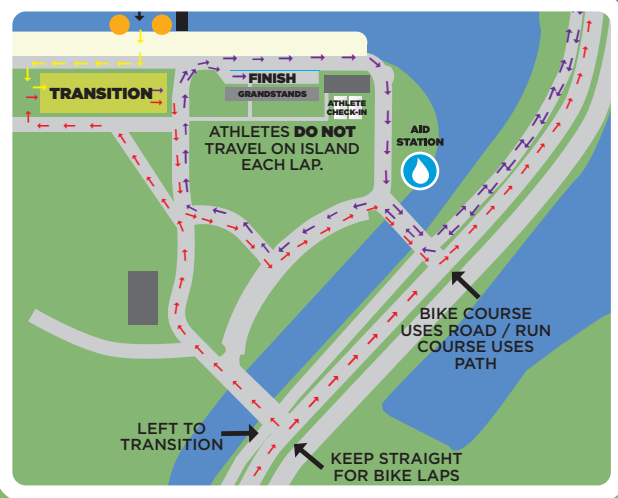 TRANSITION
FINISH
GRANDSTANDS
ATHLETE
CHECK-IN
ATHLETES DO NOT
TRAVEL ON ISLAND
EACH LAP.
AID
STATION
BIKE COURSE
USES ROAD / RUN
COURSE USES
PATH
LEFT TO
TRANSITION
KEEP STRAIGHT
FOR BIKE LAPS